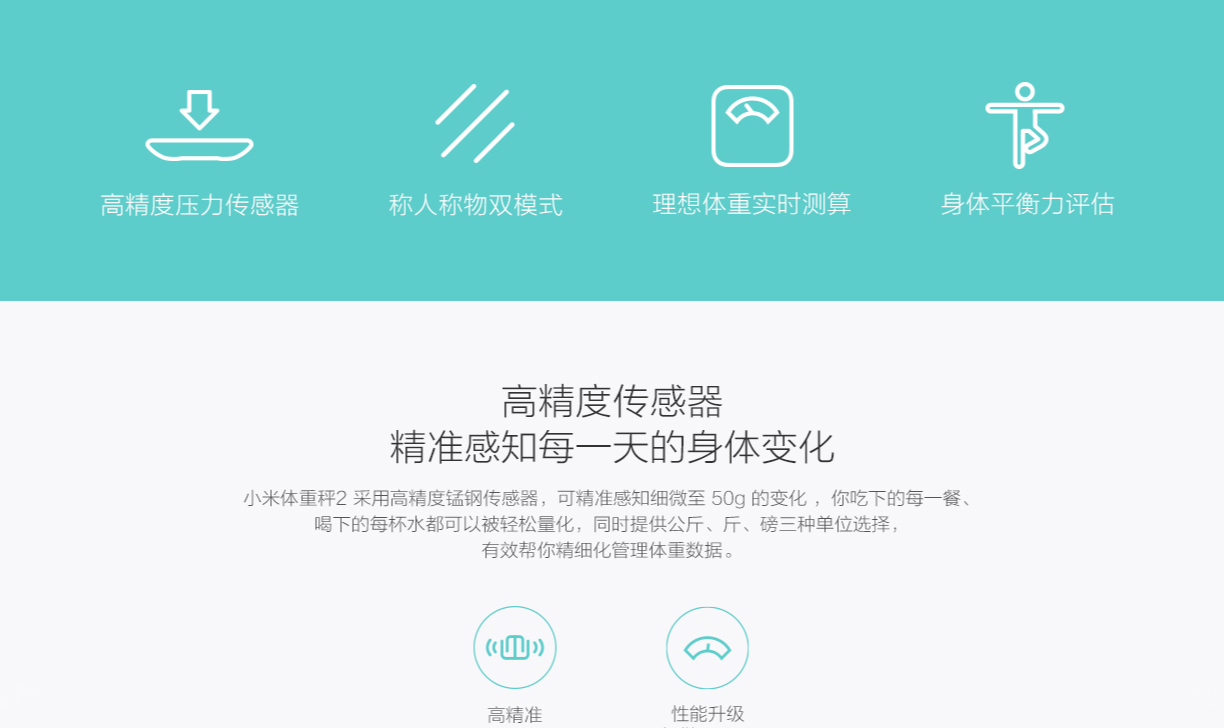 高精度压力传感器
称人称物双模式
理想体重实时测算
身体平衡力评估
高精度传感器
精准感知每一天的身体变化
小米体重秤2 采用高精度锰钢传感器，可精准感知细微至 50g 的变化 ，你吃下的每一餐、
喝下的每杯水都可以被轻松量化，同时提供公斤、斤、磅三种单位选择，
有效帮你精细化管理体重数据。
高精准
性能升级